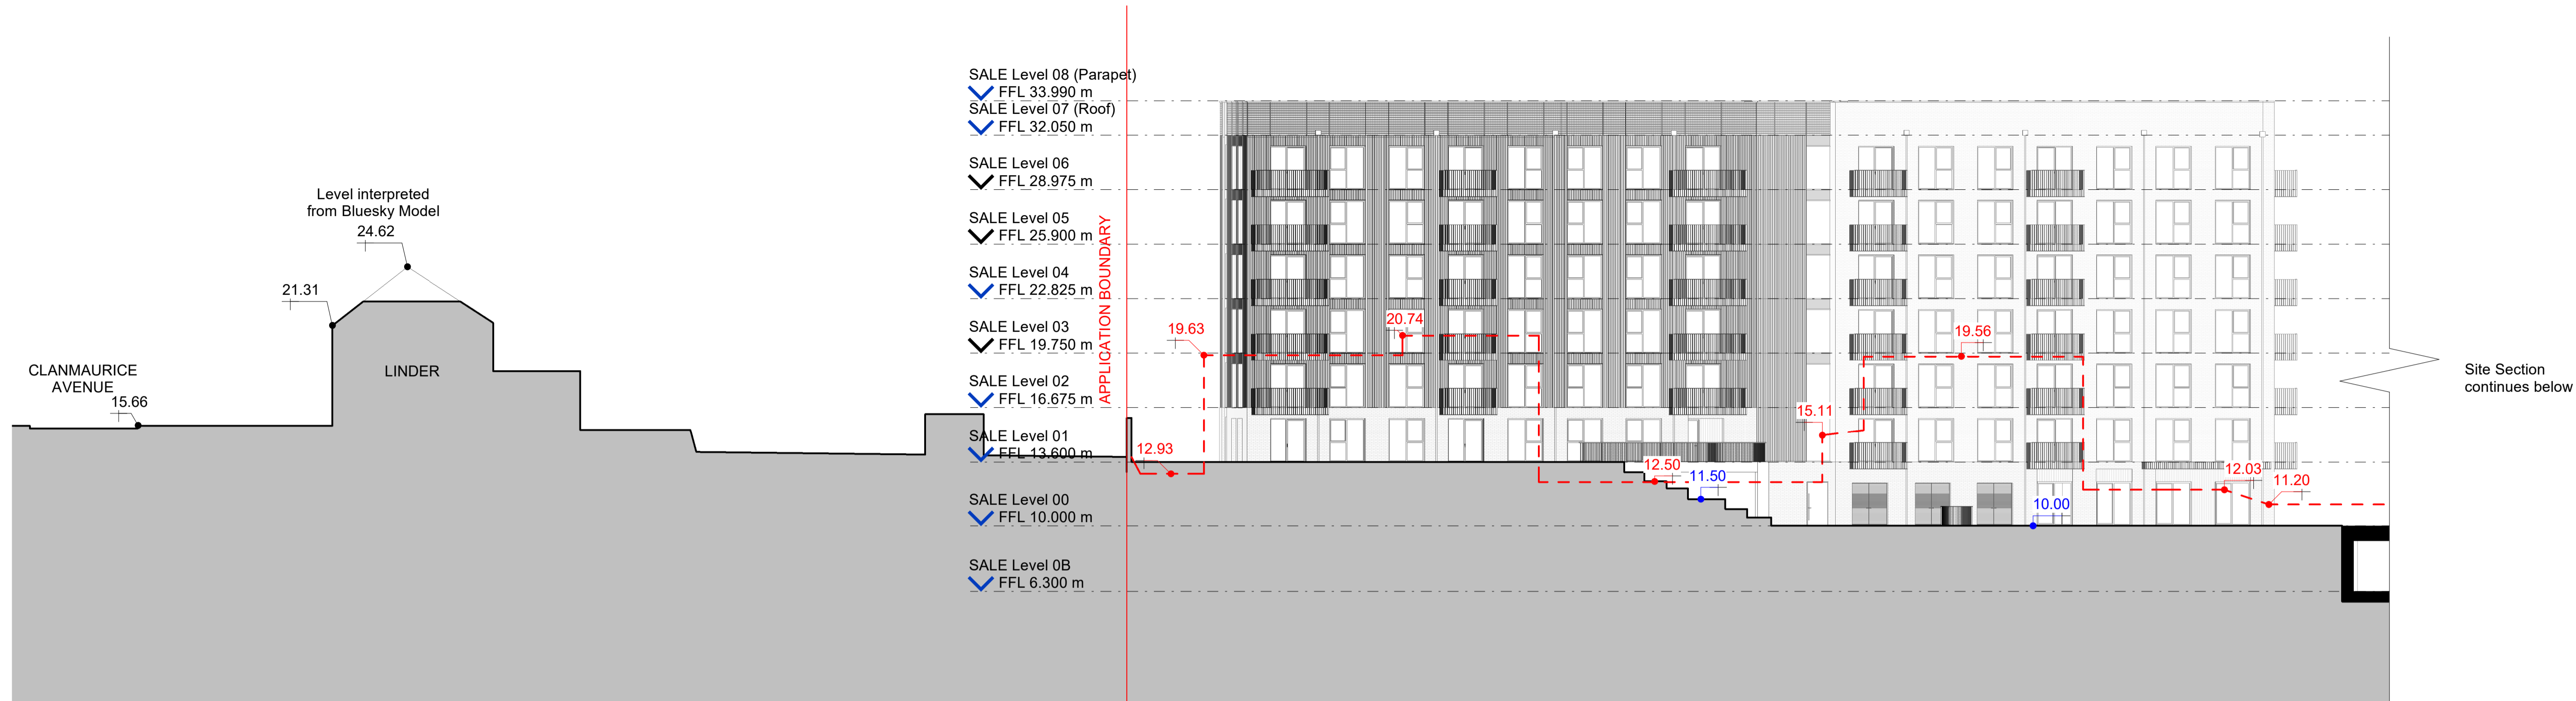 SALE Level 08 (Parapet)
FFL 33.990 m
SALE Level 07 (Roof)
FFL 32.050 m
SALE Level 06
FFL 28.975 m
SALE Level 05
FFL 25.900 m
SALE Level 04
FFL 22.825 m
SALE Level 03
FFL 19.750 m
SALE Level 02
FFL 16.675 m
SALE Level 01
FFL 13.600 m
SALE Level 00
FFL 10.000 m
SALE Level 0B
FFL 6.300 m
Level interpreted
from Bluesky Model
24.62
21.31
LINDER
CLANMAURICE
AVENUE
15.66
APPLICATION BOUNDARY
19.63
12.93
20.74
12.50
11.50
15.11
19.56
10.00
12.03
11.20
Site Section
continues below